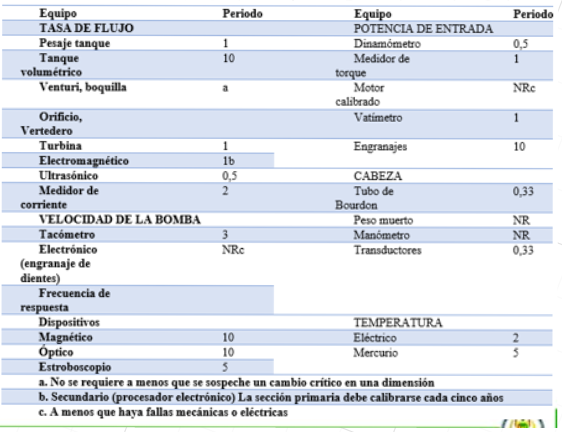 Equipo Periodo Equipo Periodo
TASA DE FLUJO POTENCIA DE ENTRADA
Pesaje tanque 1 Dinamómetro 0,5
Tanque volumétrico 10 Medidor de torque 1
Venturi, boquilla a Motor calibrado NRc
Orificio, Vertedero Vatímetro 1
Turbina 1 Engranajes 10
Electromagnético 1b
Ultrasónico 0,5 CABEZA
Medidor de corriente 2 Tubo de Bourdon 0,33
VELOCIDAD DE LA BOMBA Peso muerto NR
Tacómetro 3 Manómetro NR
Electrónico (engranaje de dientes) NRc Transductores 0,33
Frecuencia de respuesta
Dispositivos TEMPERATURA
Magnético 10 Eléctrico 2
Óptico 10 Mercurio 5
Estroboscopio 5
a. No se requiere a menos que se sospeche un cambio crítico en una dimensión
b. Secundario (procesador electrónico) La sección primaria debe calibrarse cada cinco años
c. A menos que haya fallas mecánicas o eléctricas